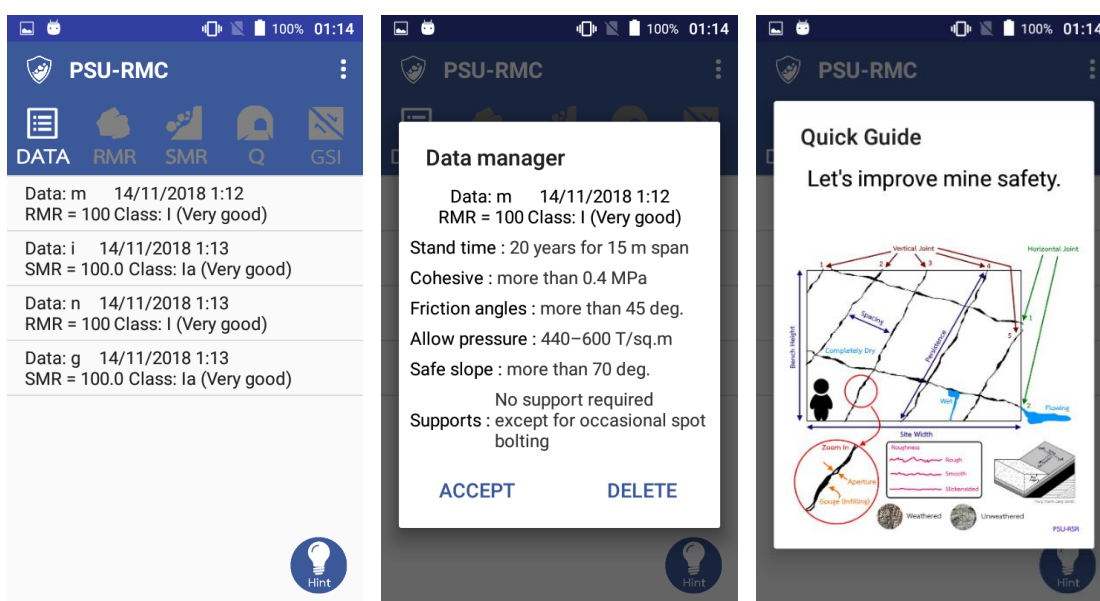 100% 01:14
PSU-RMC
DATA RMR SMR Q GSI
Data: m 14/11/2018 1:12
RMR = 100 Class: I (Very good)
Data: i 14/11/2018 1:13
SMR = 100.0 Class: Ia (Very good)
Data: n 14/11/2018 1:13
RMR = 100 Class: I (Very good)
Data: g 14/11/2018 1:13
SMR = 100.0 Class: Ia (Very good)
Hint
100% 01:14
PSU-RMC
Data manager
Data: m 14/11/2018 1:12
RMR = 100 Class: I (Very good)
Stand time : 20 years for 15 m span
Cohesive : more than 0.4 MPa
Friction angles : more than 45 deg.
Allow pressure : 440–600 T/sq.m
Safe slope : more than 70 deg.
No support required
Supports : except for occasional spot
bolting
ACCEPT DELETE
Hint
100% 01:14
PSU-RMC
Quick Guide
Let's improve mine safety.
Vertical Joint
Horizontal Joint
1 2 3 4
Spacing
1
5
Persistence
Bench Height
Completely Dry
Wet
2
Flowing
Site Width
Zoom In
Aperture
Gouge (Infilling)
Roughness
Rough
Smooth
Slickensided
Weathered
Unweathered
PSU-RSR
Hint